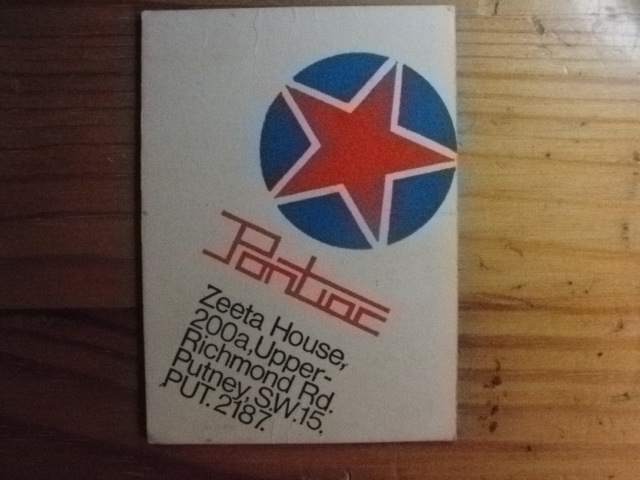 Pontiac
Zeeta House,
200a, Upper-
Richmond Rd.
Putney, S.W.15.
PUT. 2187.